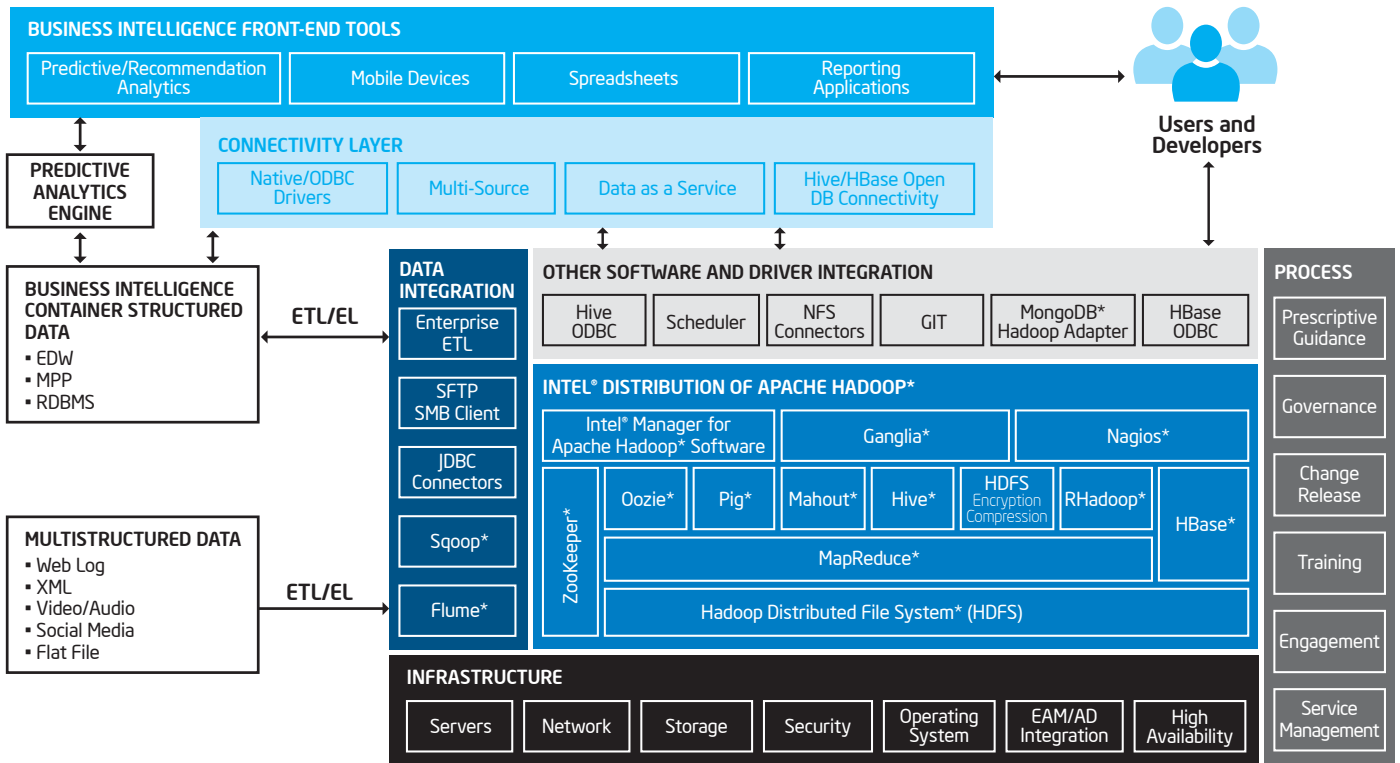 BUSINESS INTELLIGENCE FRONT-END TOOLS
Predictive/Recommendation
Analytics
Mobile Devices
Spreadsheets
Reporting
Applications
Users and
Developers
CONNECTIVITY LAYER
Native/ODBC
Drivers
Multi-Source
Data as a Service
Hive/HBase Open
DB Connectivity
PREDICTIVE
ANALYTICS
ENGINE
BUSINESS INTELLIGENCE
CONTAINER STRUCTURED
DATA
▪ EDW
▪ MPP
▪ RDBMS
ETL/EL
MULTISTRUCTURED DATA
▪ Web Log
▪ XML
▪ Video/Audio
▪ Social Media
▪ Flat File
ETL/EL
DATA
INTEGRATION
Enterprise
ETL
SFTP
SMB Client
JDBC
Connectors
Sqoop*
Flume*
OTHER SOFTWARE AND DRIVER INTEGRATION
Hive
ODBC
Scheduler
NFS
Connectors
GIT
MongoDB*
Hadoop Adapter
HBase
ODBC
INTEL® DISTRIBUTION OF APACHE HADOOP*
Intel® Manager for
Apache Hadoop* Software
Ganglia*
Nagios*
ZooKeeper*
Oozie*
Pig*
Mahout*
Hive*
HDFS
Encryption
Compression
RHadoop*
HBase*
MapReduce*
Hadoop Distributed File System* (HDFS)
INFRASTRUCTURE
Servers
Network
Storage
Security
Operating
System
EAM/AD
Integration
High
Availability
PROCESS
Prescriptive
Guidance
Governance
Change
Release
Training
Engagement
Service
Management